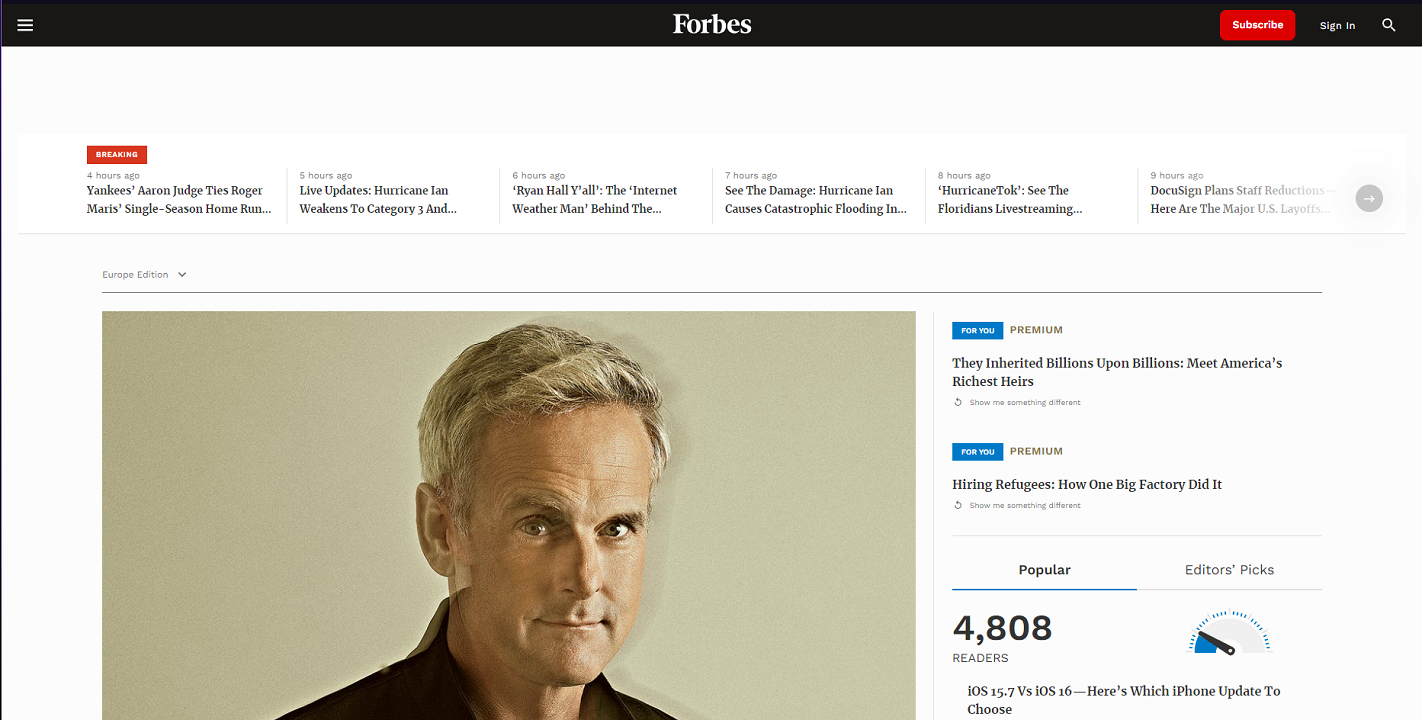 Forbes
Subscribe
Sign In
BREAKING
4 hours ago
Yankees’ Aaron Judge Ties Roger
Maris’ Single-Season Home Run...
5 hours ago
Live Updates: Hurricane Ian
Weakens To Category 3 And...
6 hours ago
‘Ryan Hall Y’all’: The ‘Internet
Weather Man’ Behind The...
7 hours ago
See The Damage: Hurricane Ian
Causes Catastrophic Flooding In...
8 hours ago
‘HurricaneTok’: See The
Floridians Livestreaming...
9 hours ago
DocuSign Plans Staff Reductions—
Here Are The Major U.S. Layoffs...
Europe Edition
FOR YOU PREMIUM
They Inherited Billions Upon Billions: Meet America’s
Richest Heirs
Show me something different
FOR YOU PREMIUM
Hiring Refugees: How One Big Factory Did It
Show me something different
Popular
Editors’ Picks
4,808
READERS
iOS 15.7 Vs iOS 16—Here’s Which iPhone Update To
Choose